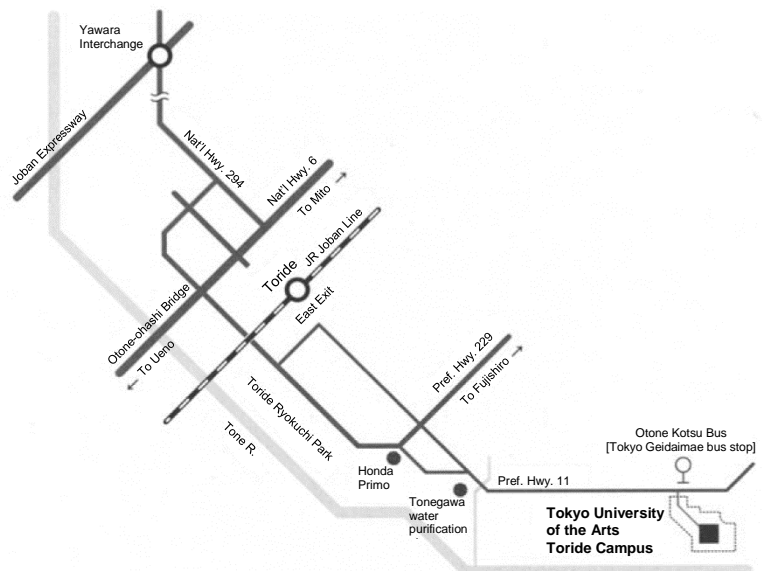 Yawara
Interchange
Joban Expressway
Nat'l Hwy. 294
Nat'l Hwy. 6
To Mito →
JR Joban Line
Toride
East Exit
Otone-ohashi Bridge
← To Ueno
Pref. Hwy. 229
To Fujishiro →
Toride Ryokuchi Park
Tone R.
Honda
Primo
Tonegawa
water
purification
Pref. Hwy. 11
Otone Kotsu Bus
[Tokyo Geidaimae bus stop]
Tokyo University
of the Arts
Toride Campus